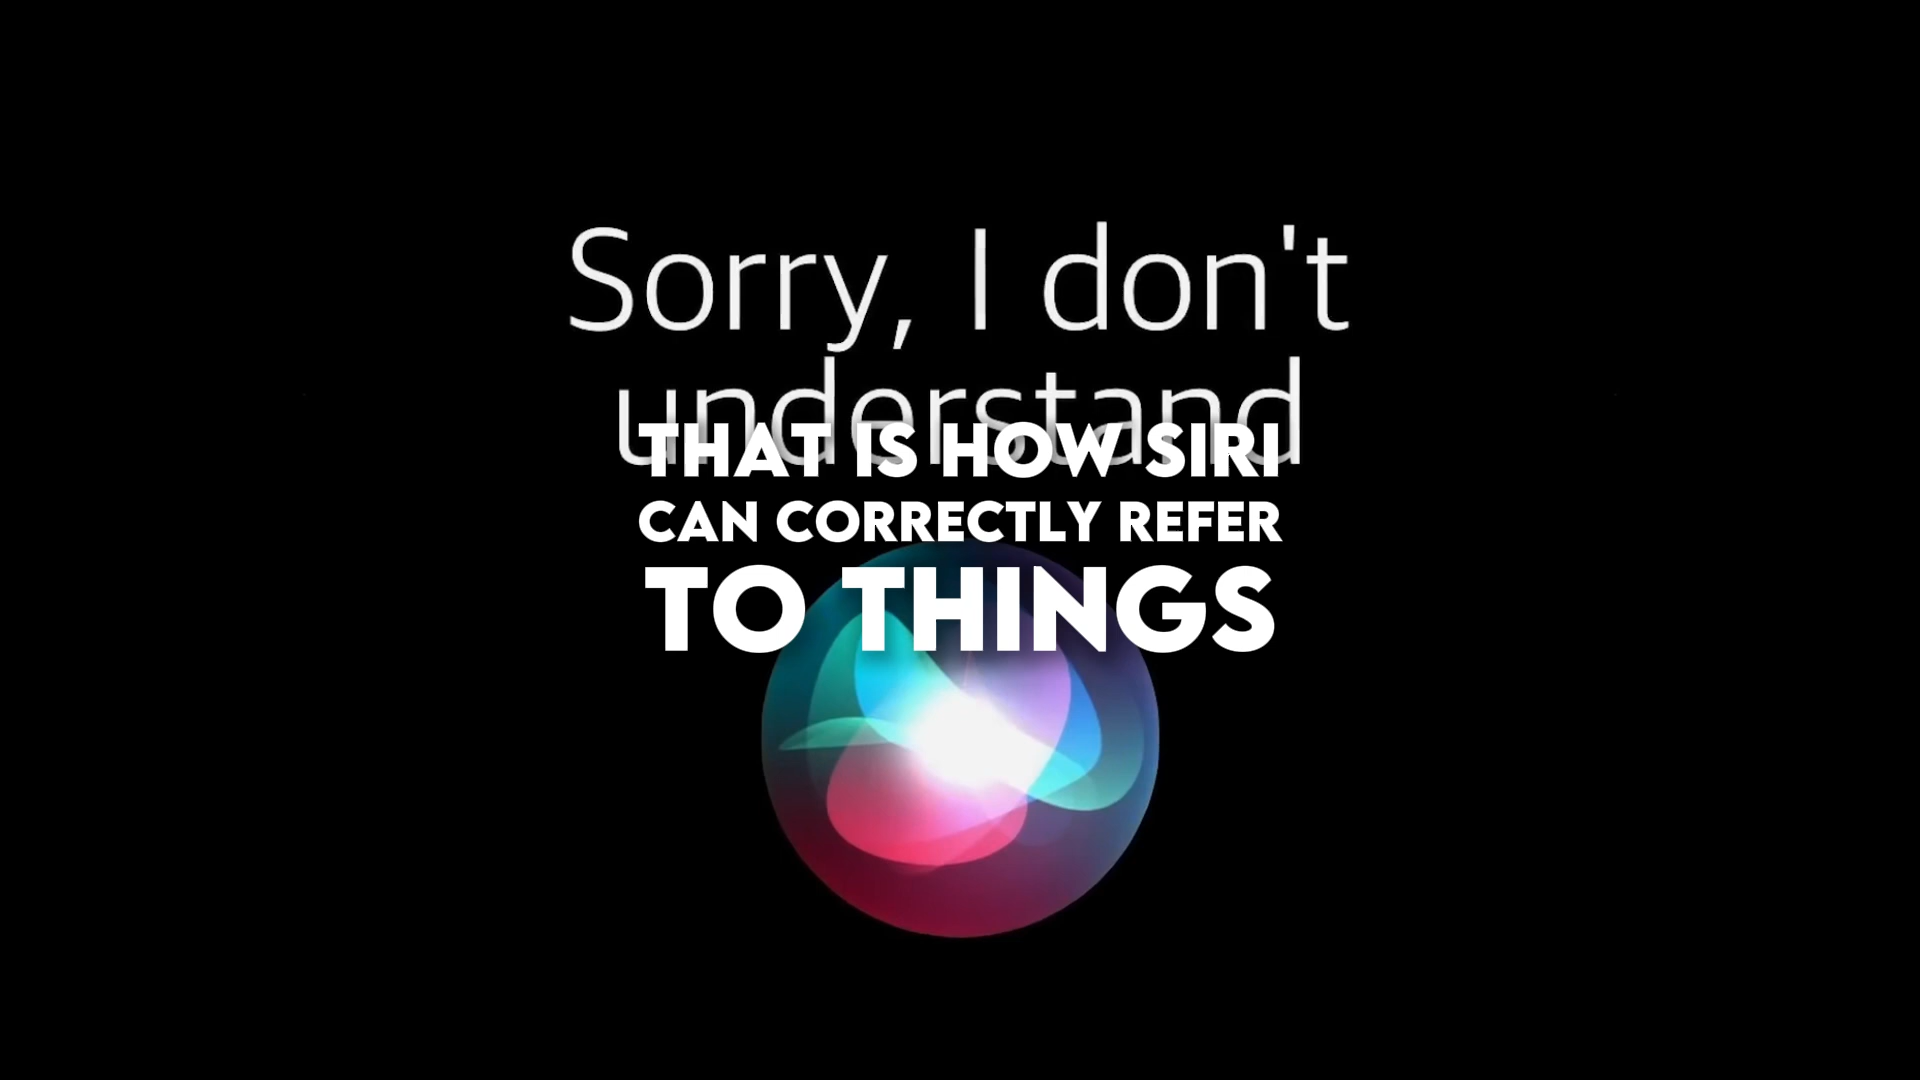 Sorry, I don't
understand
THAT IS HOW SIRI
CAN CORRECTLY REFER
TO THINGS